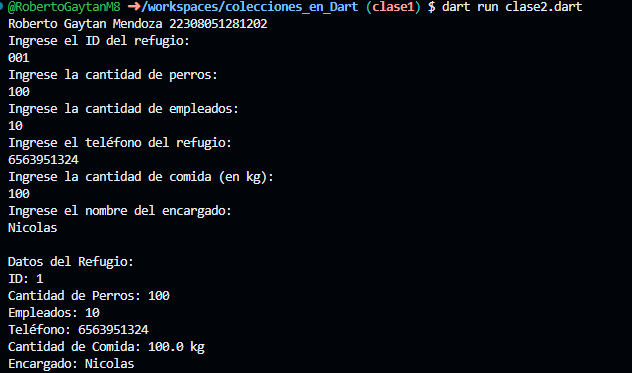 @RobertoGaytanM8 ➜/workspaces/colecciones_en_Dart (clase1) $ dart run clase2.dart
Roberto Gaytan Mendoza 22308051281202
Ingrese el ID del refugio:
001
Ingrese la cantidad de perros:
100
Ingrese la cantidad de empleados:
10
Ingrese el teléfono del refugio:
6563951324
Ingrese la cantidad de comida (en kg):
100
Ingrese el nombre del encargado:
Nicolas

Datos del Refugio:
ID: 1
Cantidad de Perros: 100
Empleados: 10
Teléfono: 6563951324
Cantidad de Comida: 100.0 kg
Encargado: Nicolas